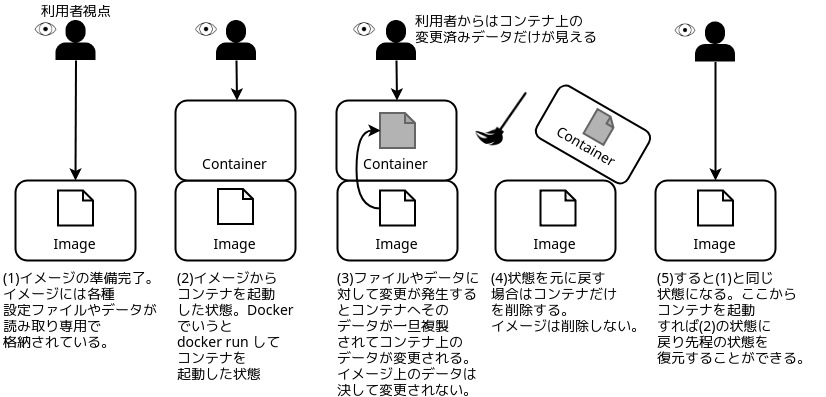 利用者視点
利用者からはコンテナ上の
変更済みデータだけが見える
Container
Image
Container
Image
Container
Image
Image
Image
(1)イメージの準備完了。
イメージには各種
設定ファイルやデータが
読み取り専用で
格納されている。
(2)イメージから
コンテナを起動
した状態。Docker
でいうと
docker run して
コンテナを
起動した状態
(3)ファイルやデータに
対して変更が発生する
とコンテナへその
データが一旦複製
されてコンテナ上の
データが変更される。
イメージ上のデータは
決して変更されない。
(4)状態を元に戻す
場合はコンテナだけ
を削除する。
イメージは削除しない。
(5)すると(1)と同じ
状態になる。ここから
コンテナを起動
すれば(2)の状態に
戻り先程の状態を
復元することができる。